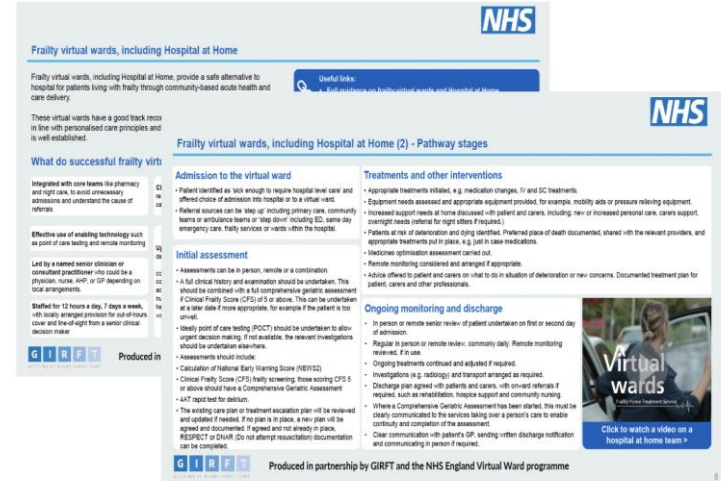 NHS
Frailty virtual wards, including Hospital at Home
Frailty virtual wards, including Hospital at Home, provide a safe alternative to
hospital for patients living with frailty through community-based acute health and
care delivery.
These virtual wards have a good track
in line with personalised care principles and
is well established.
What do successful frailty
Integrated with core teams like pharmacy
and night care, to avoid unnecessary
admissions and understand the cause of
referrals
Effective use of enabling technology such
as point of care testing and remote monitoring
Led by a named senior clinician or
consultant practitioner who could be a
physician, nurse, AHP, or GP depending on
local arrangements.
Staffed for 12 hours a day, 7 days a week,
with locally arranged provision for out-of-hours
cover and line-of-sight from a senior clinical
decision maker
GIRFT
Produced in
Useful links:
• Full guidance on frailty virtual wards and Hospital at Home
NHS
Frailty virtual wards, including Hospital at Home (2) - Pathway stages
Admission to the virtual ward
• Patient identified as 'sick enough to require hospital level care' and
offered choice of admission into hospital or to a virtual ward.
• Referral sources can be 'step up' including primary care, community
teams or ambulance teams or 'step down' including ED, same day
emergency care, frailty services or wards within the hospital.
Initial assessment
• Assessments can be in person, remote or a combination.
• A full clinical history and examination should be undertaken. This
should be combined with a full comprehensive geriatric assessment
if Clinical Frailty Score (CFS) of 5 or above. This can be undertaken
at a later date if more appropriate, for example if the patient is too
unwell.
• Ideally point of care testing (POCT) should be undertaken to allow
urgent decision making. If not available, the relevant investigations
should be undertaken elsewhere.
• Assessments should include:
• Calculation of National Early Warning Score (NEWS2)
• Clinical Frailty Score (CFS) frailty screening, those scoring CFS 5
or above should have a Comprehensive Geriatric Assessment
• 4AT rapid test for delirium.
• The existing care plan or treatment escalation plan will be reviewed
and updated if needed. If no plan is in place, a new plan will be
agreed and documented. If agreed and not already in place,
RESPECT or DNAR (Do not attempt resuscitation) documentation
can be completed.
Treatments and other interventions
• Appropriate treatments initiated, e.g. medication changes, IV and SC treatments.
• Equipment needs assessed and appropriate equipment provided, for example, mobility aids or pressure relieving equipment.
• Increased support needs at home discussed with patient and carers, including: new or increased personal care, carers support,
overnight needs (referral for night sitters if required.)
• Patients at risk of deterioration and dying identified. Preferred place of death documented, shared with the relevant providers, and
appropriate treatments put in place, e.g. just in case medications.
• Medicines optimisation assessment carried out.
• Remote monitoring considered and arranged if appropriate.
• Advice offered to patient and carers on what to do in situation of deterioration or new concerns. Documented treatment plan for
patient, carers and other professionals.
Ongoing monitoring and discharge
• In person or remote senior review of patient undertaken on first or second day
of admission.
• Regular in person or remote review, commonly daily. Remote monitoring
reviewed, if in use.
• Ongoing treatments continued and adjusted if required.
• Investigations (e.g. radiology) and transport arranged as required.
• Discharge plan agreed with patients and carers, with onward referrals if
required, such as rehabilitation, hospice support and community nursing.
• Where a Comprehensive Geriatric Assessment has been started, this must be
clearly communicated to the services taking over a person's care to enable
continuity and completion of the assessment.
• Clear communication with patient's GP, sending written discharge notification
and communicating in person if required.
Virtual
wards
Frailty Home Treatment Service
Click to watch a video on a
hospital at home team >
GIRFT
Produced in partnership by GIRFT and the NHS England Virtual Ward programme
8